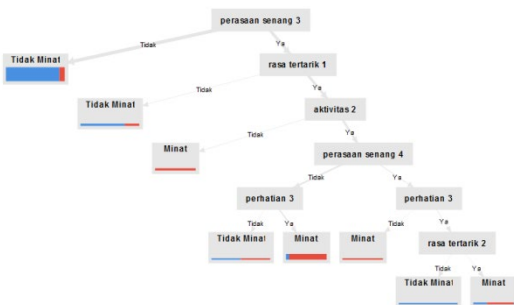 perasaan senang 3
Tidak
Ya
Tidak Minat
rasa tertarik 1
Tidak
Ya
Tidak Minat
aktivitas 2
Tidak
Ya
Minat
perasaan senang 4
Tidak
Ya
perhatian 3
perhatian 3
Tidak
Ya
Tidak
Ya
Tidak Minat
Minat
Minat
rasa tertarik 2
Tidak
Ya
Tidak Minat
Minat